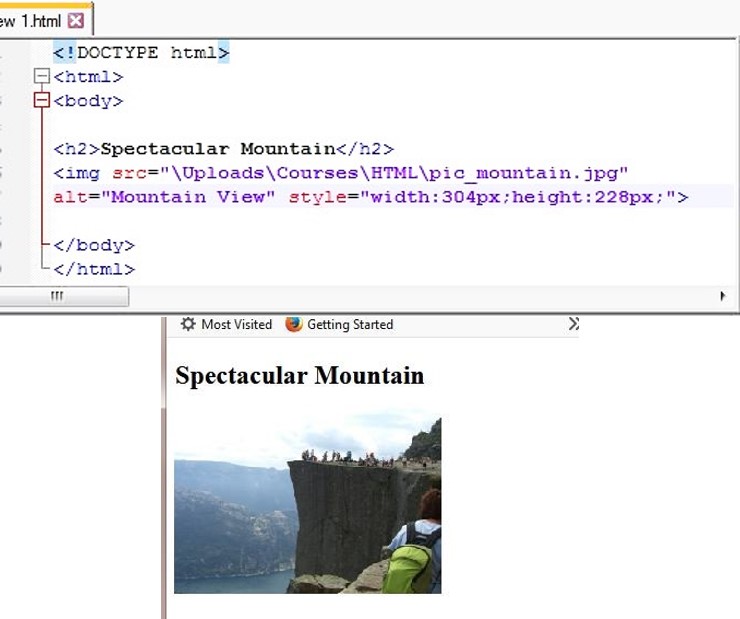 ew 1.html
<!DOCTYPE html>
<html>
<body>
<h2>Spectacular Mountain</h2>
<img src="\Uploads\Courses\HTML\pic_mountain.jpg"
alt="Mountain View" style="width:304px;height:228px;">
</body>
</html>
Most Visited Getting Started
Spectacular Mountain